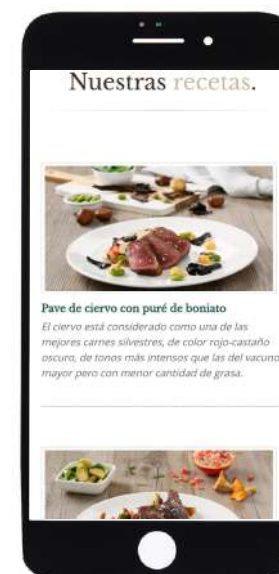 Nuestras recetas.
Pave de ciervo con puré de boniato
El ciervo está considerado como una de las
mejores carnes silvestres, de color rojo-castaño
oscuro, de tonos más intensos que las del vacuno
mayor pero con menor cantidad de grasa.